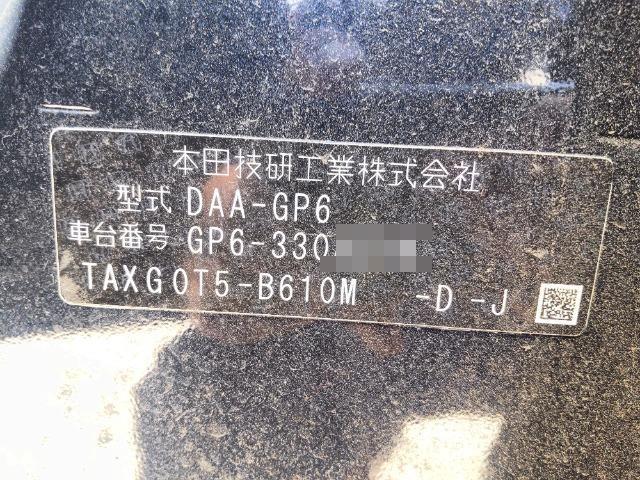 本田技研工業株式会社
型式 DAA-GP6
車台番号 GP6-330
TAXG0T5-B610M -D -J